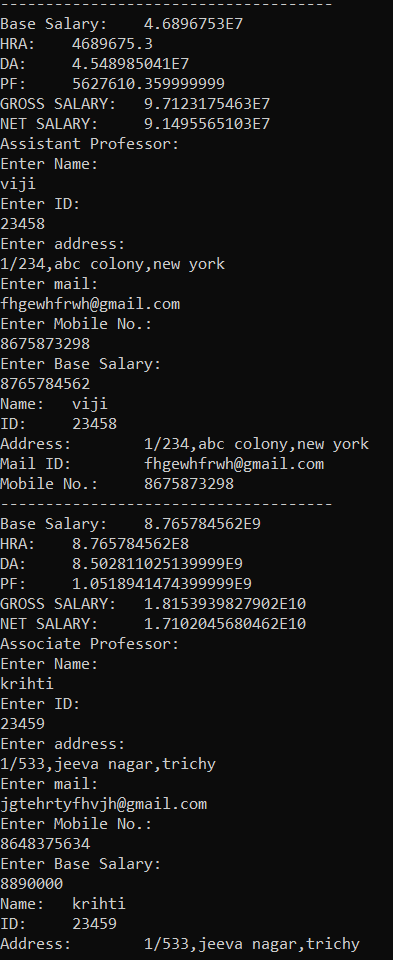 -------------------------------------
Base Salary:    4.6896753E7
HRA:    4689675.3
DA:     4.548985041E7
PF:     5627610.359999999
GROSS SALARY:   9.7123175463E7
NET SALARY:     9.1495565103E7
Assistant Professor:
Enter Name:
viji
Enter ID:
23458
Enter address:
1/234,abc colony,new york
Enter mail:
fhgewhfrwh@gmail.com
Enter Mobile No.:
8675873298
Enter Base Salary:
8765784562
Name:   viji
ID:     23458
Address:        1/234,abc colony,new york
Mail ID:        fhgewhfrwh@gmail.com
Mobile No.:     8675873298
-------------------------------------
Base Salary:    8.765784562E9
HRA:    8.765784562E8
DA:     8.502811025139999E9
PF:     1.0518941474399999E9
GROSS SALARY:   1.8153939827902E10
NET SALARY:     1.7102045680462E10
Associate Professor:
Enter Name:
krihti
Enter ID:
23459
Enter address:
1/533,jeeva nagar,trichy
Enter mail:
jgtehrtyfhvjh@gmail.com
Enter Mobile No.:
8648375634
Enter Base Salary:
8890000
Name:   krihti
ID:     23459
Address:        1/533,jeeva nagar,trichy